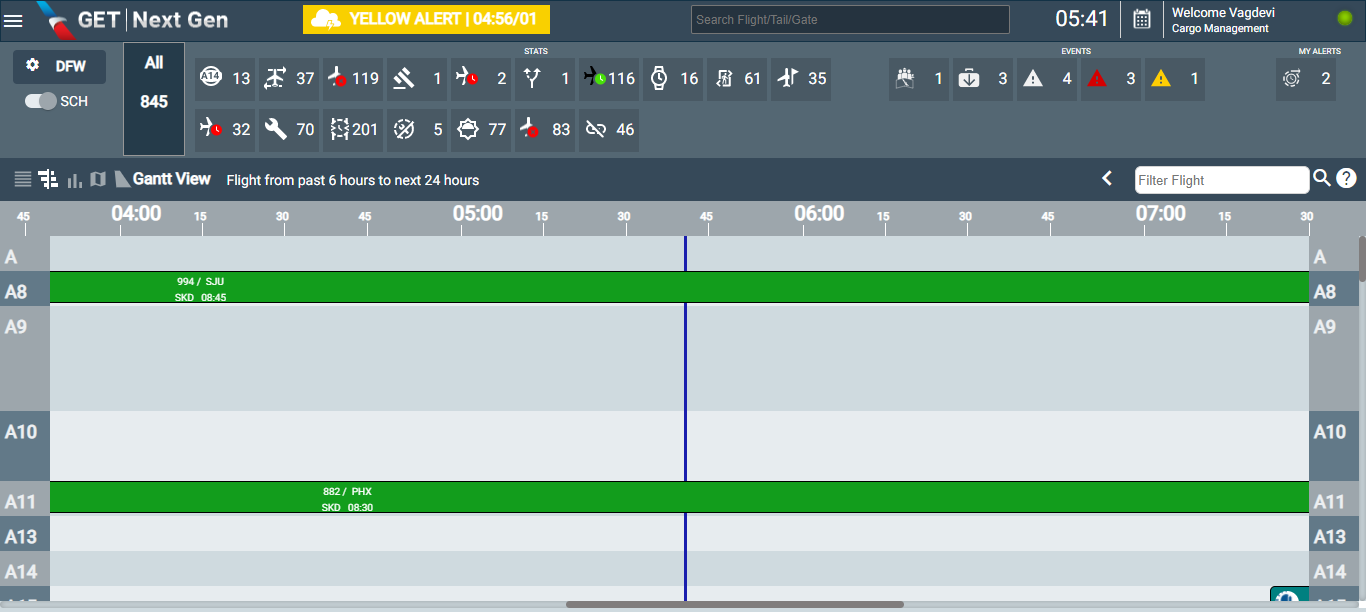 GET | Next Gen
YELLOW ALERT | 04:56/01
Search Flight/Tail/Gate
05:41
Welcome Vagdevi
Cargo Management
DFW
SCH
All
845
STATS
A14 13 37 119 1 2 1 116 16 61 35
32 70 201 5 77 83 46
EVENTS
1 3 4 3 1
MY ALERTS
2
Gantt View
Flight from past 6 hours to next 24 hours
Filter Flight
45 04:00 15 30 45 05:00 15 30 45 06:00 15 30 45 07:00 15 30
A A
994 / SJU
A8 SKD 08:45 A8
A9 A9
A10 A10
882 / PHX
A11 SKD 08:30 A11
A13 A13
A14 A14